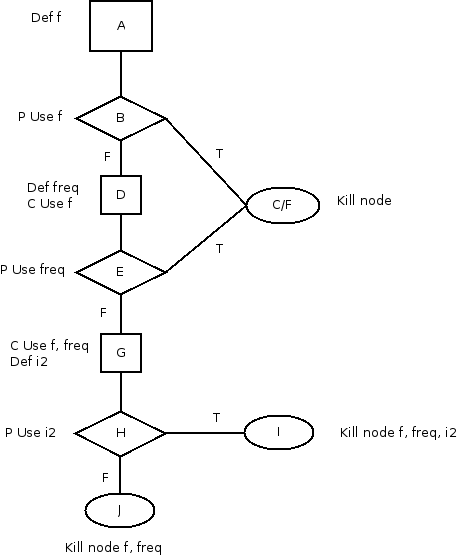 Def f
A
P Use f
B
T
F
Def freq
C Use f
D
C/F
Kill node
P Use freq
E
T
F
C Use f, freq
Def i2
G
P Use i2
H
T
I
Kill node f, freq, i2
F
J
Kill node f, freq